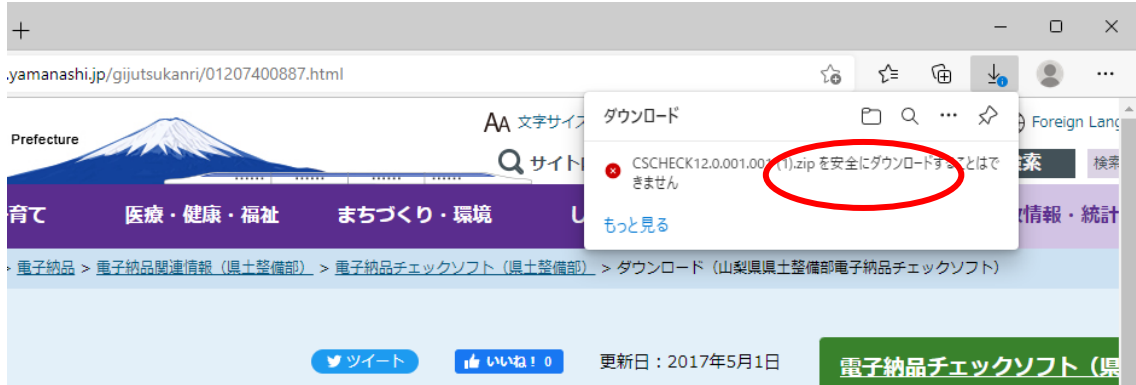 .yamanashi.jp/gijutsukanri/01207400887.html
Prefecture
AA 文字サイズ
Foreign Lang
サイト
検索
ダウンロード
CSCHECK12.0.001.001 (1).zip を安全にダウンロードすることはで
きません
もっと見る
育て 医療・健康・福祉 まちづくり・環境 し 情報・統計
> 電子納品 > 電子納品関連情報(県土整備部) > 電子納品チェックソフト(県土整備部) > ダウンロード(山梨県県土整備部電子納品チェックソフト)
ツイート いいね! 0 更新日:2017年5月1日 電子納品チェックソフト(県